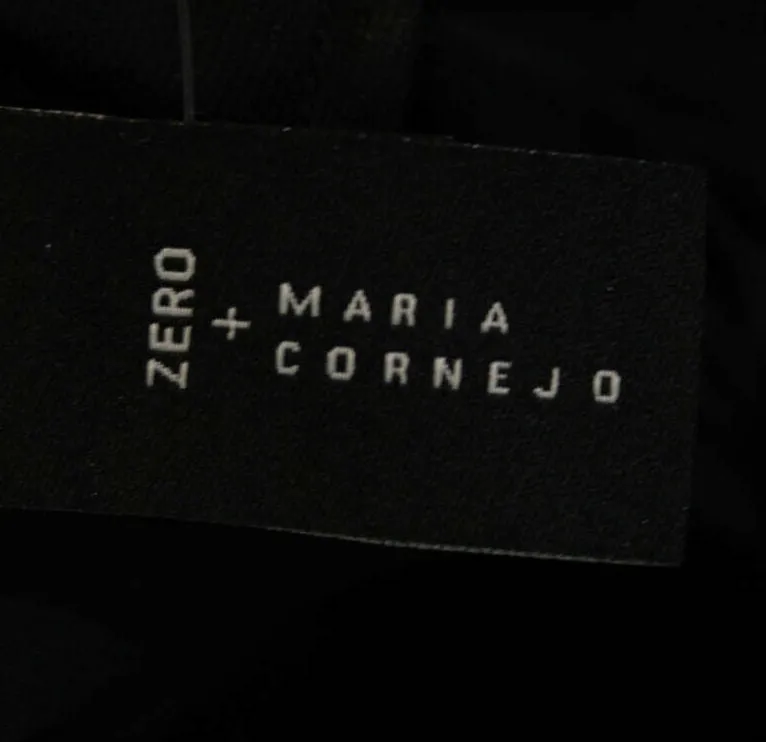 ZERO
+
MARIA
CORNEJO